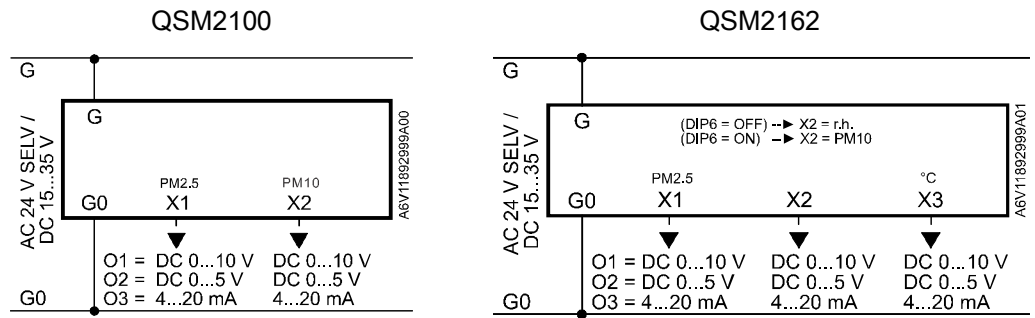 QSM2100
G
G
AC 24 V SELV /
DC 15...35 V
PM2.5 PM10
G0 X1 X2
A6V11892999A00
O1 = DC 0...10 V DC 0...10 V
O2 = DC 0...5 V DC 0...5 V
O3 = 4...20 mA 4...20 mA
G0
QSM2162
G
G
AC 24 V SELV /
DC 15...35 V
(DIP6 = OFF) --► X2 = r.h.
(DIP6 = ON) --► X2 = PM10
PM2.5 °C
G0 X1 X2 X3
A6V11892999A01
O1 = DC 0...10 V DC 0...10 V DC 0...10 V
O2 = DC 0...5 V DC 0...5 V DC 0...5 V
O3 = 4...20 mA 4...20 mA 4...20 mA
G0